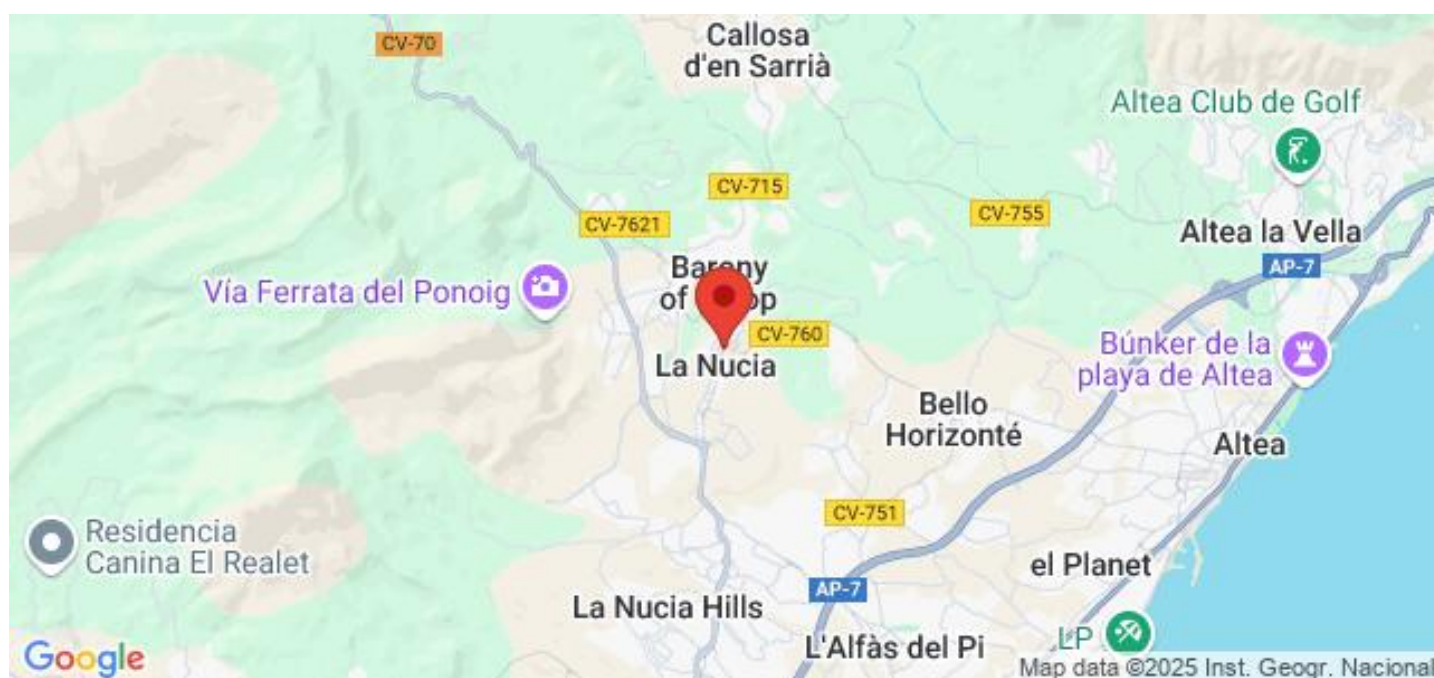 CV-70
Callosa
d'en Sarrià
Altea Club de Golf
CV-715
CV-755
CV-7621
Altea la Vella
Barony
of
AP-7
Vía Ferrata del Ponoig
CV-760
Búnker de la
playa de Altea
La Nucia
Bello
Horizonté
Altea
CV-751
Residencia
Canina El Realet
el Planet
AP-7
La Nucia Hills
L'Alfàs del Pi
LP
Google
Map data ©2025 Inst. Geogr. Nacional